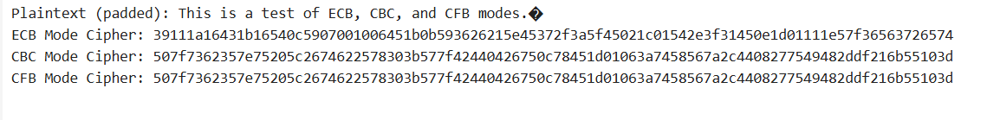 Plaintext (padded): This is a test of ECB, CBC, and CFB modes.�
ECB Mode Cipher: 39111a16431b16540c5907001006451b0b593626215e45372f3a5f45021c01542e3f31450e1d01111e57f36563726574
CBC Mode Cipher: 507f7362357e75205c2674622578303b577f42440426750c78451d01063a7458567a2c4408277549482ddf216b55103d
CFB Mode Cipher: 507f7362357e75205c2674622578303b577f42440426750c78451d01063a7458567a2c4408277549482ddf216b55103d